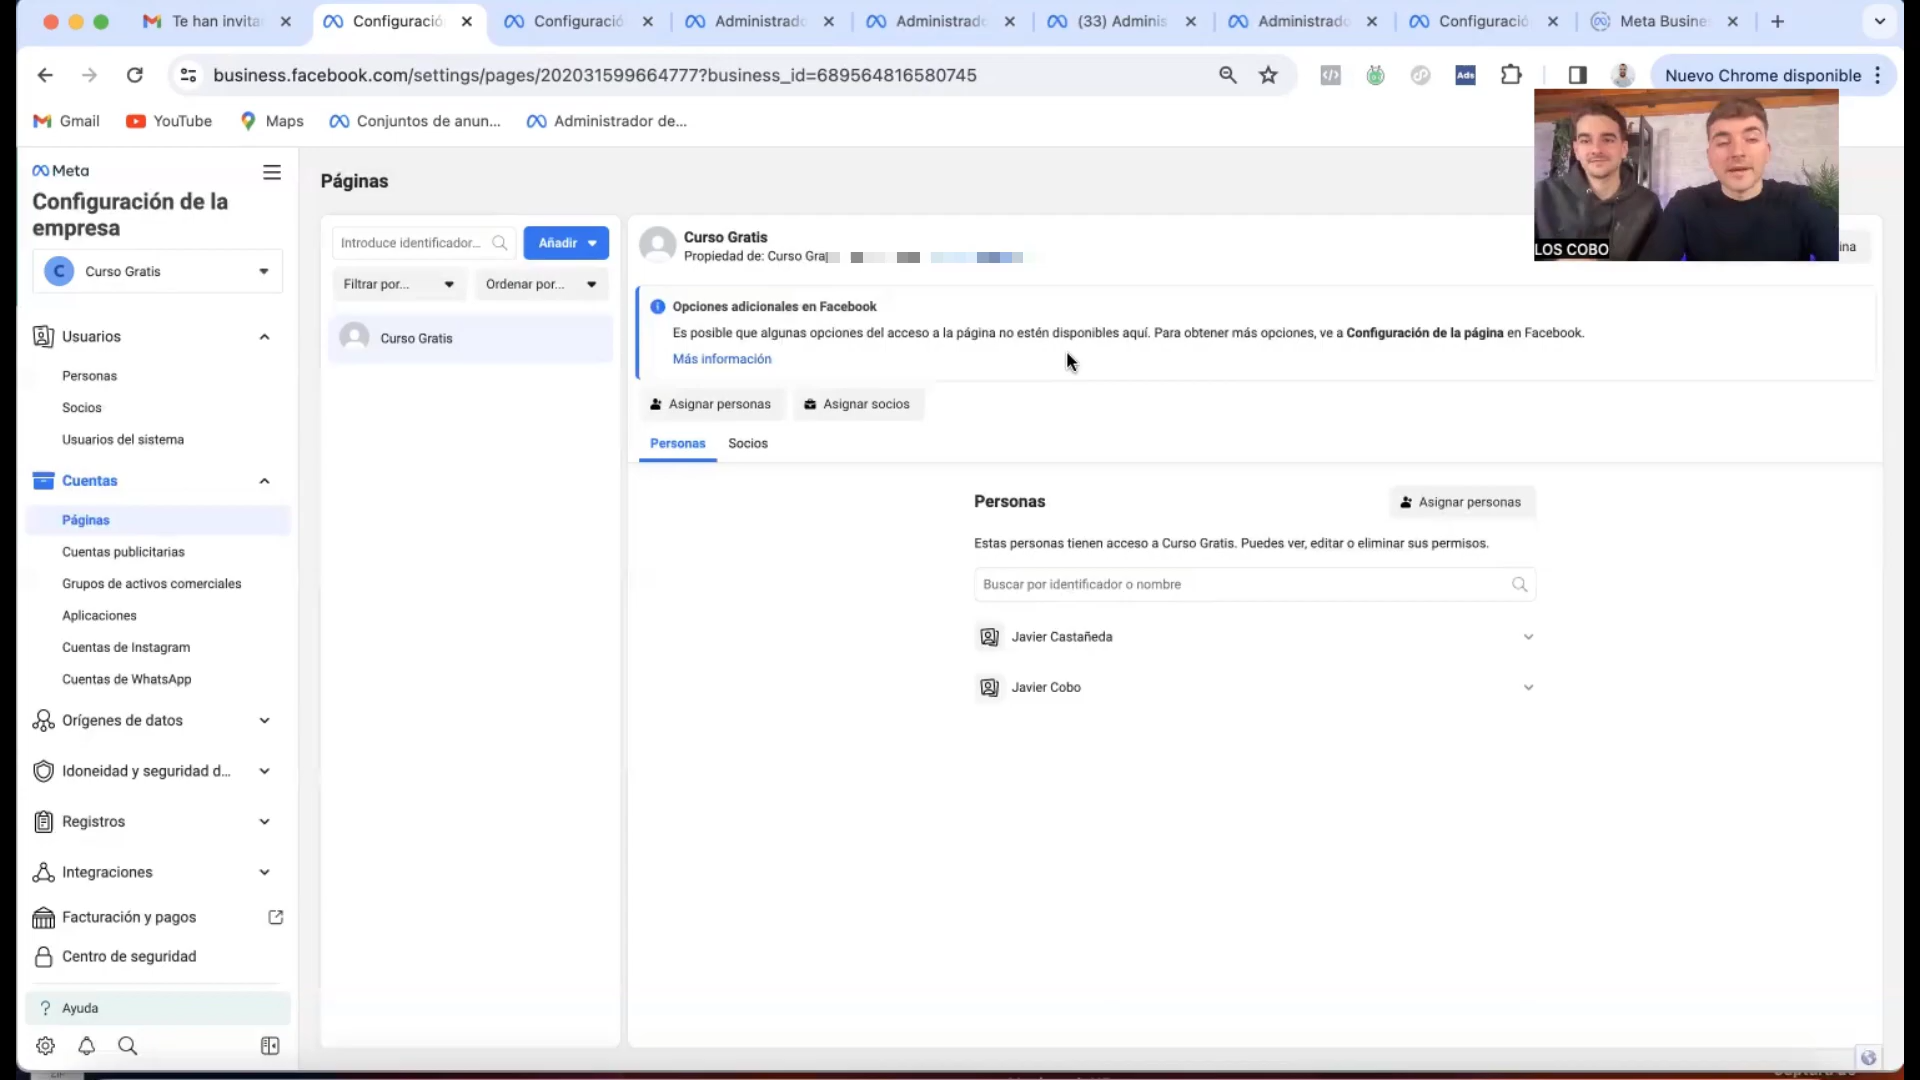 Te han invita
Configuració
Configuració
Administrado
Administrado
(33) Adminis
Administrado
Configuració
Meta Busine
business.facebook.com/settings/pages/202031599664777?business_id=689564816580745
Ads
Nuevo Chrome disponible
Gmail
YouTube
Maps
Conjuntos de anun...
Administrador de...
Meta
Configuración de la
empresa
C Curso Gratis
Usuarios
Personas
Socios
Usuarios del sistema
Cuentas
Páginas
Cuentas publicitarias
Grupos de activos comerciales
Aplicaciones
Cuentas de Instagram
Cuentas de WhatsApp
Orígenes de datos
Idoneidad y seguridad d...
Registros
Integraciones
Facturación y pagos
Centro de seguridad
? Ayuda
Páginas
Introduce identificador...
Añadir
Filtrar por...
Ordenar por...
Curso Gratis
Curso Gratis
Propiedad de: Curso Gra
ina
LOS COBO
Opciones adicionales en Facebook
Es posible que algunas opciones del acceso a la página no estén disponibles aquí. Para obtener más opciones, ve a Configuración de la página en Facebook.
Más información
Asignar personas
Asignar socios
Personas
Socios
Personas
Asignar personas
Estas personas tienen acceso a Curso Gratis. Puedes ver, editar o eliminar sus permisos.
Buscar por identificador o nombre
Javier Castañeda
Javier Cobo